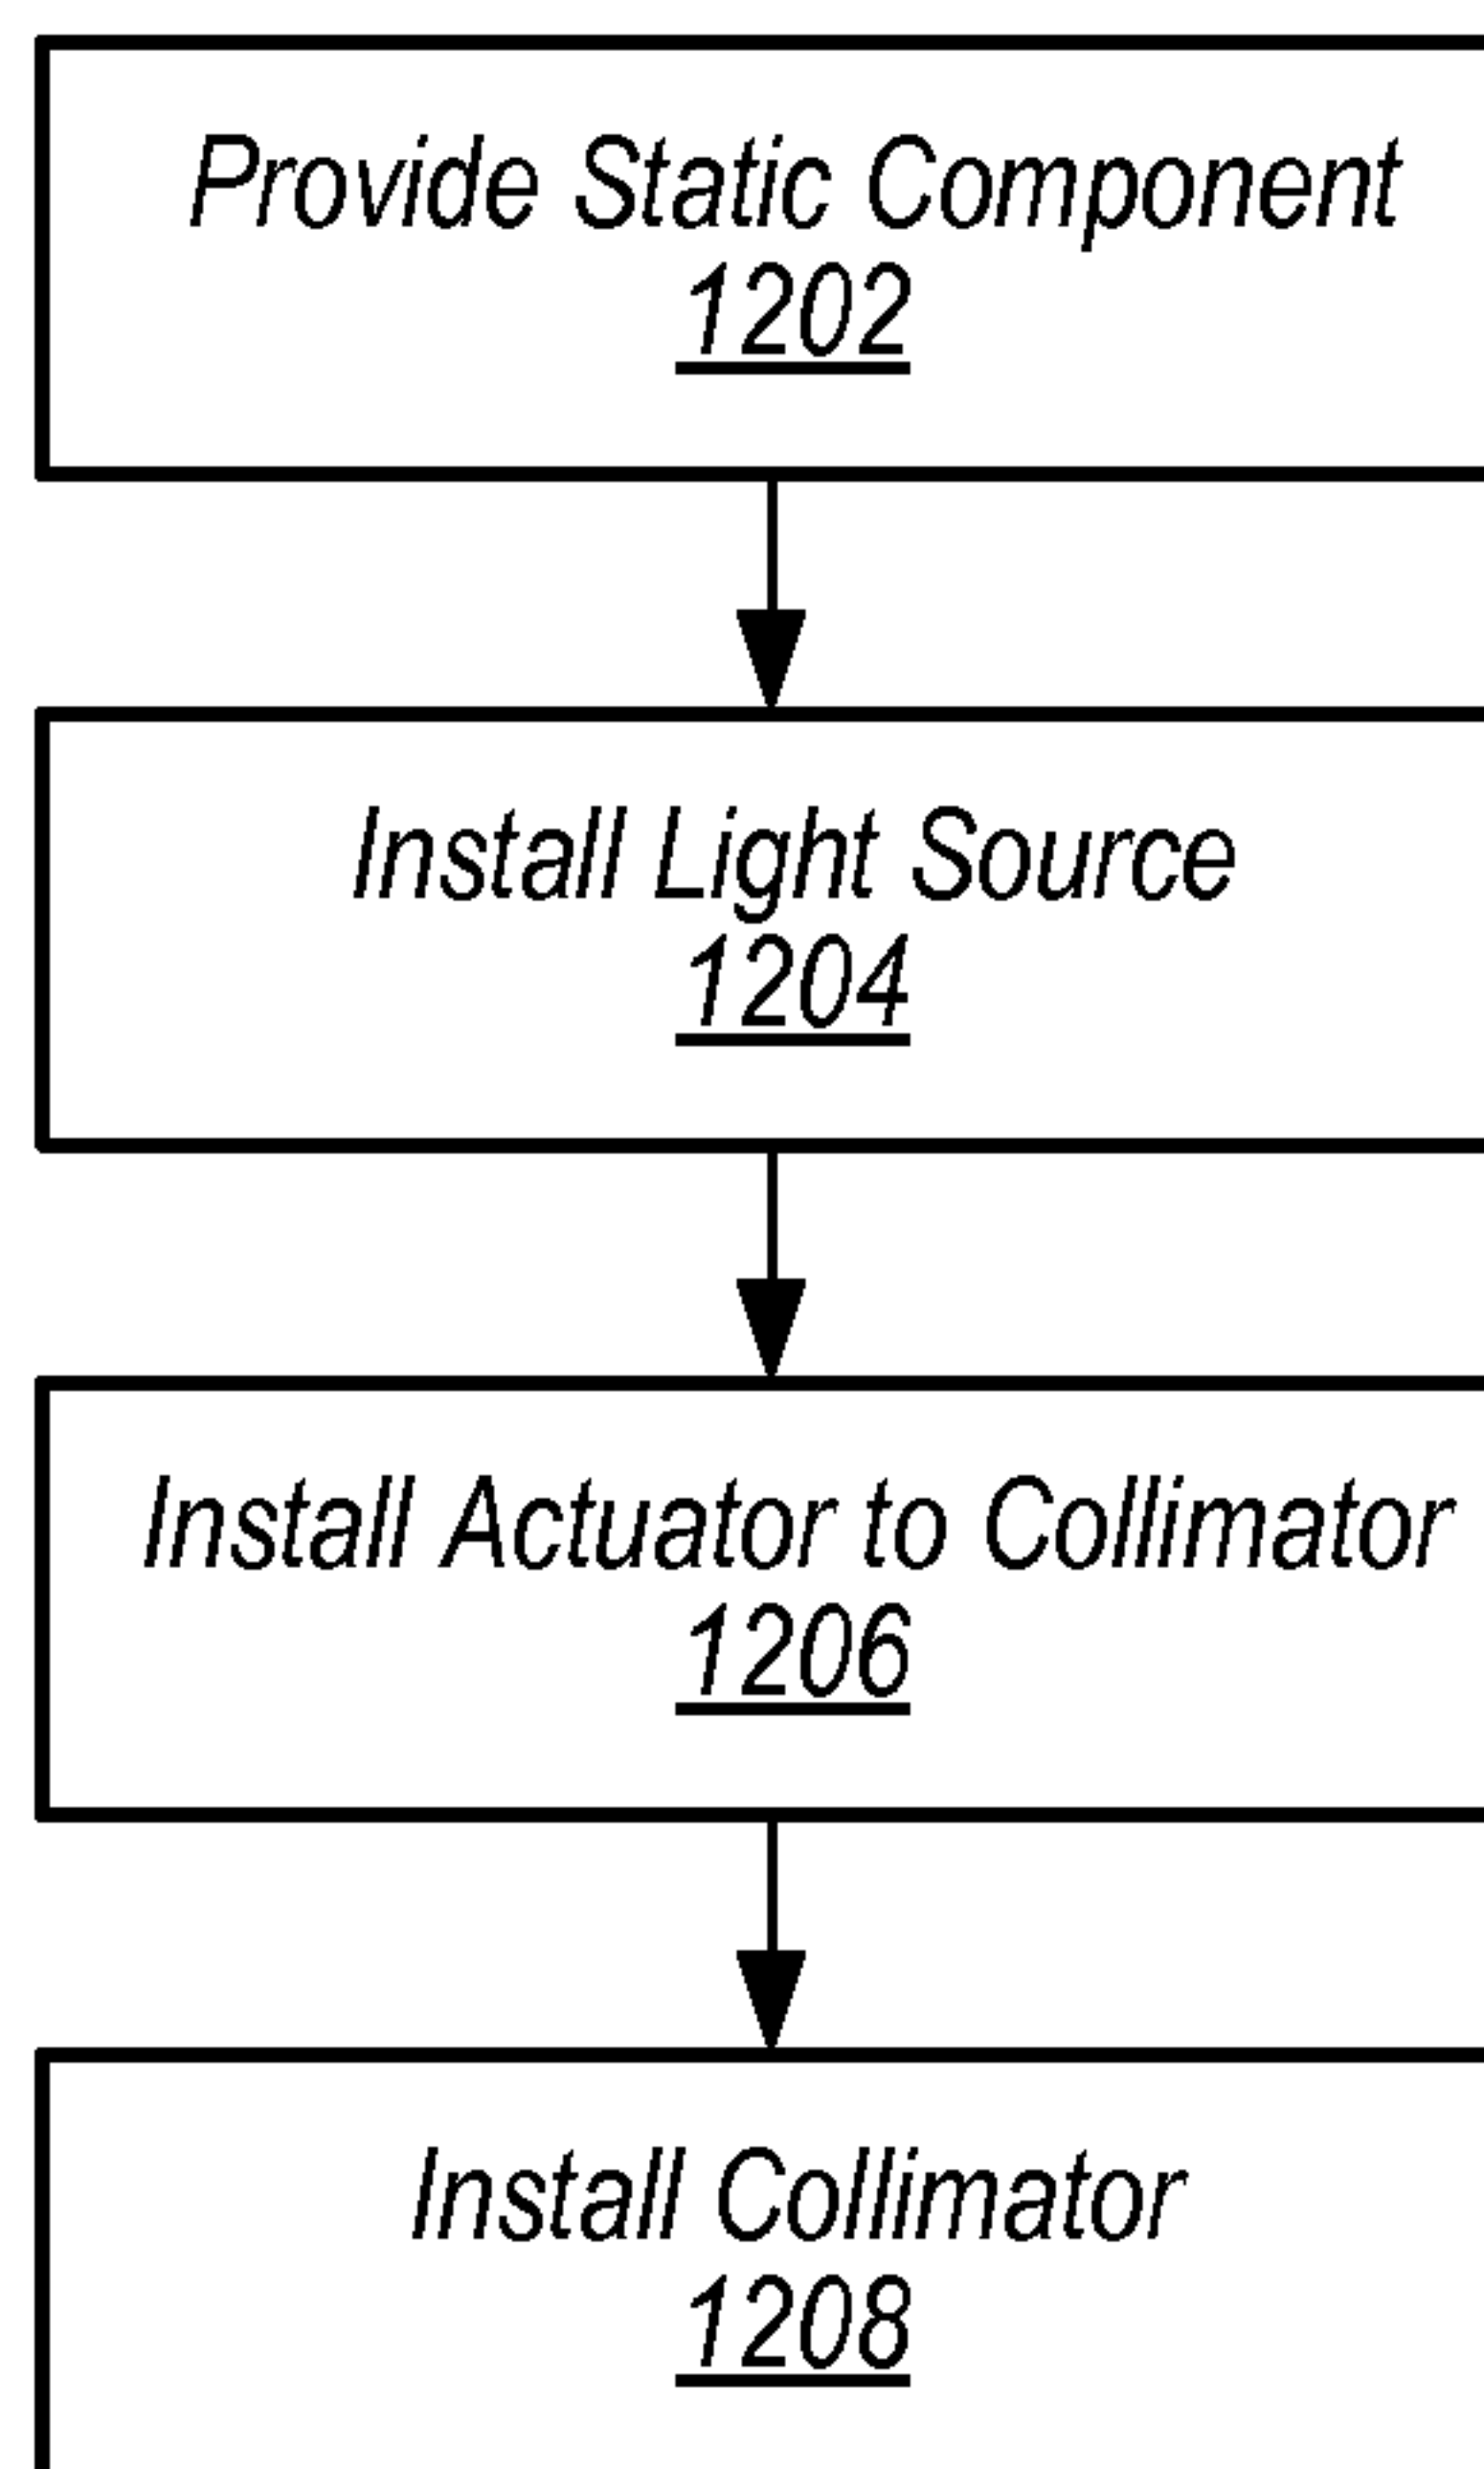 Provide Static Component
1202
Install Light Source
1204
Install Actuator to Collimator
1206
Install Collimator
1208